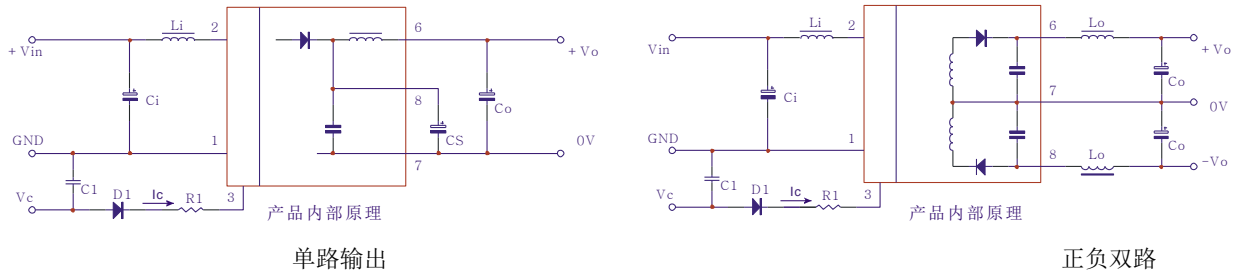 Li
2
6
+Vin
+Vo
Ci
8
Co
CS
GND
1
0V
7
C1
D1
Ic
R1
3
Vc
产品内部原理
单路输出
Li
2
6
Lo
Vin
+Vo
Ci
Co
7
0V
GND
1
Co
8
Lo
-Vo
C1
D1
Ic
R1
3
Vc
产品内部原理
正负双路